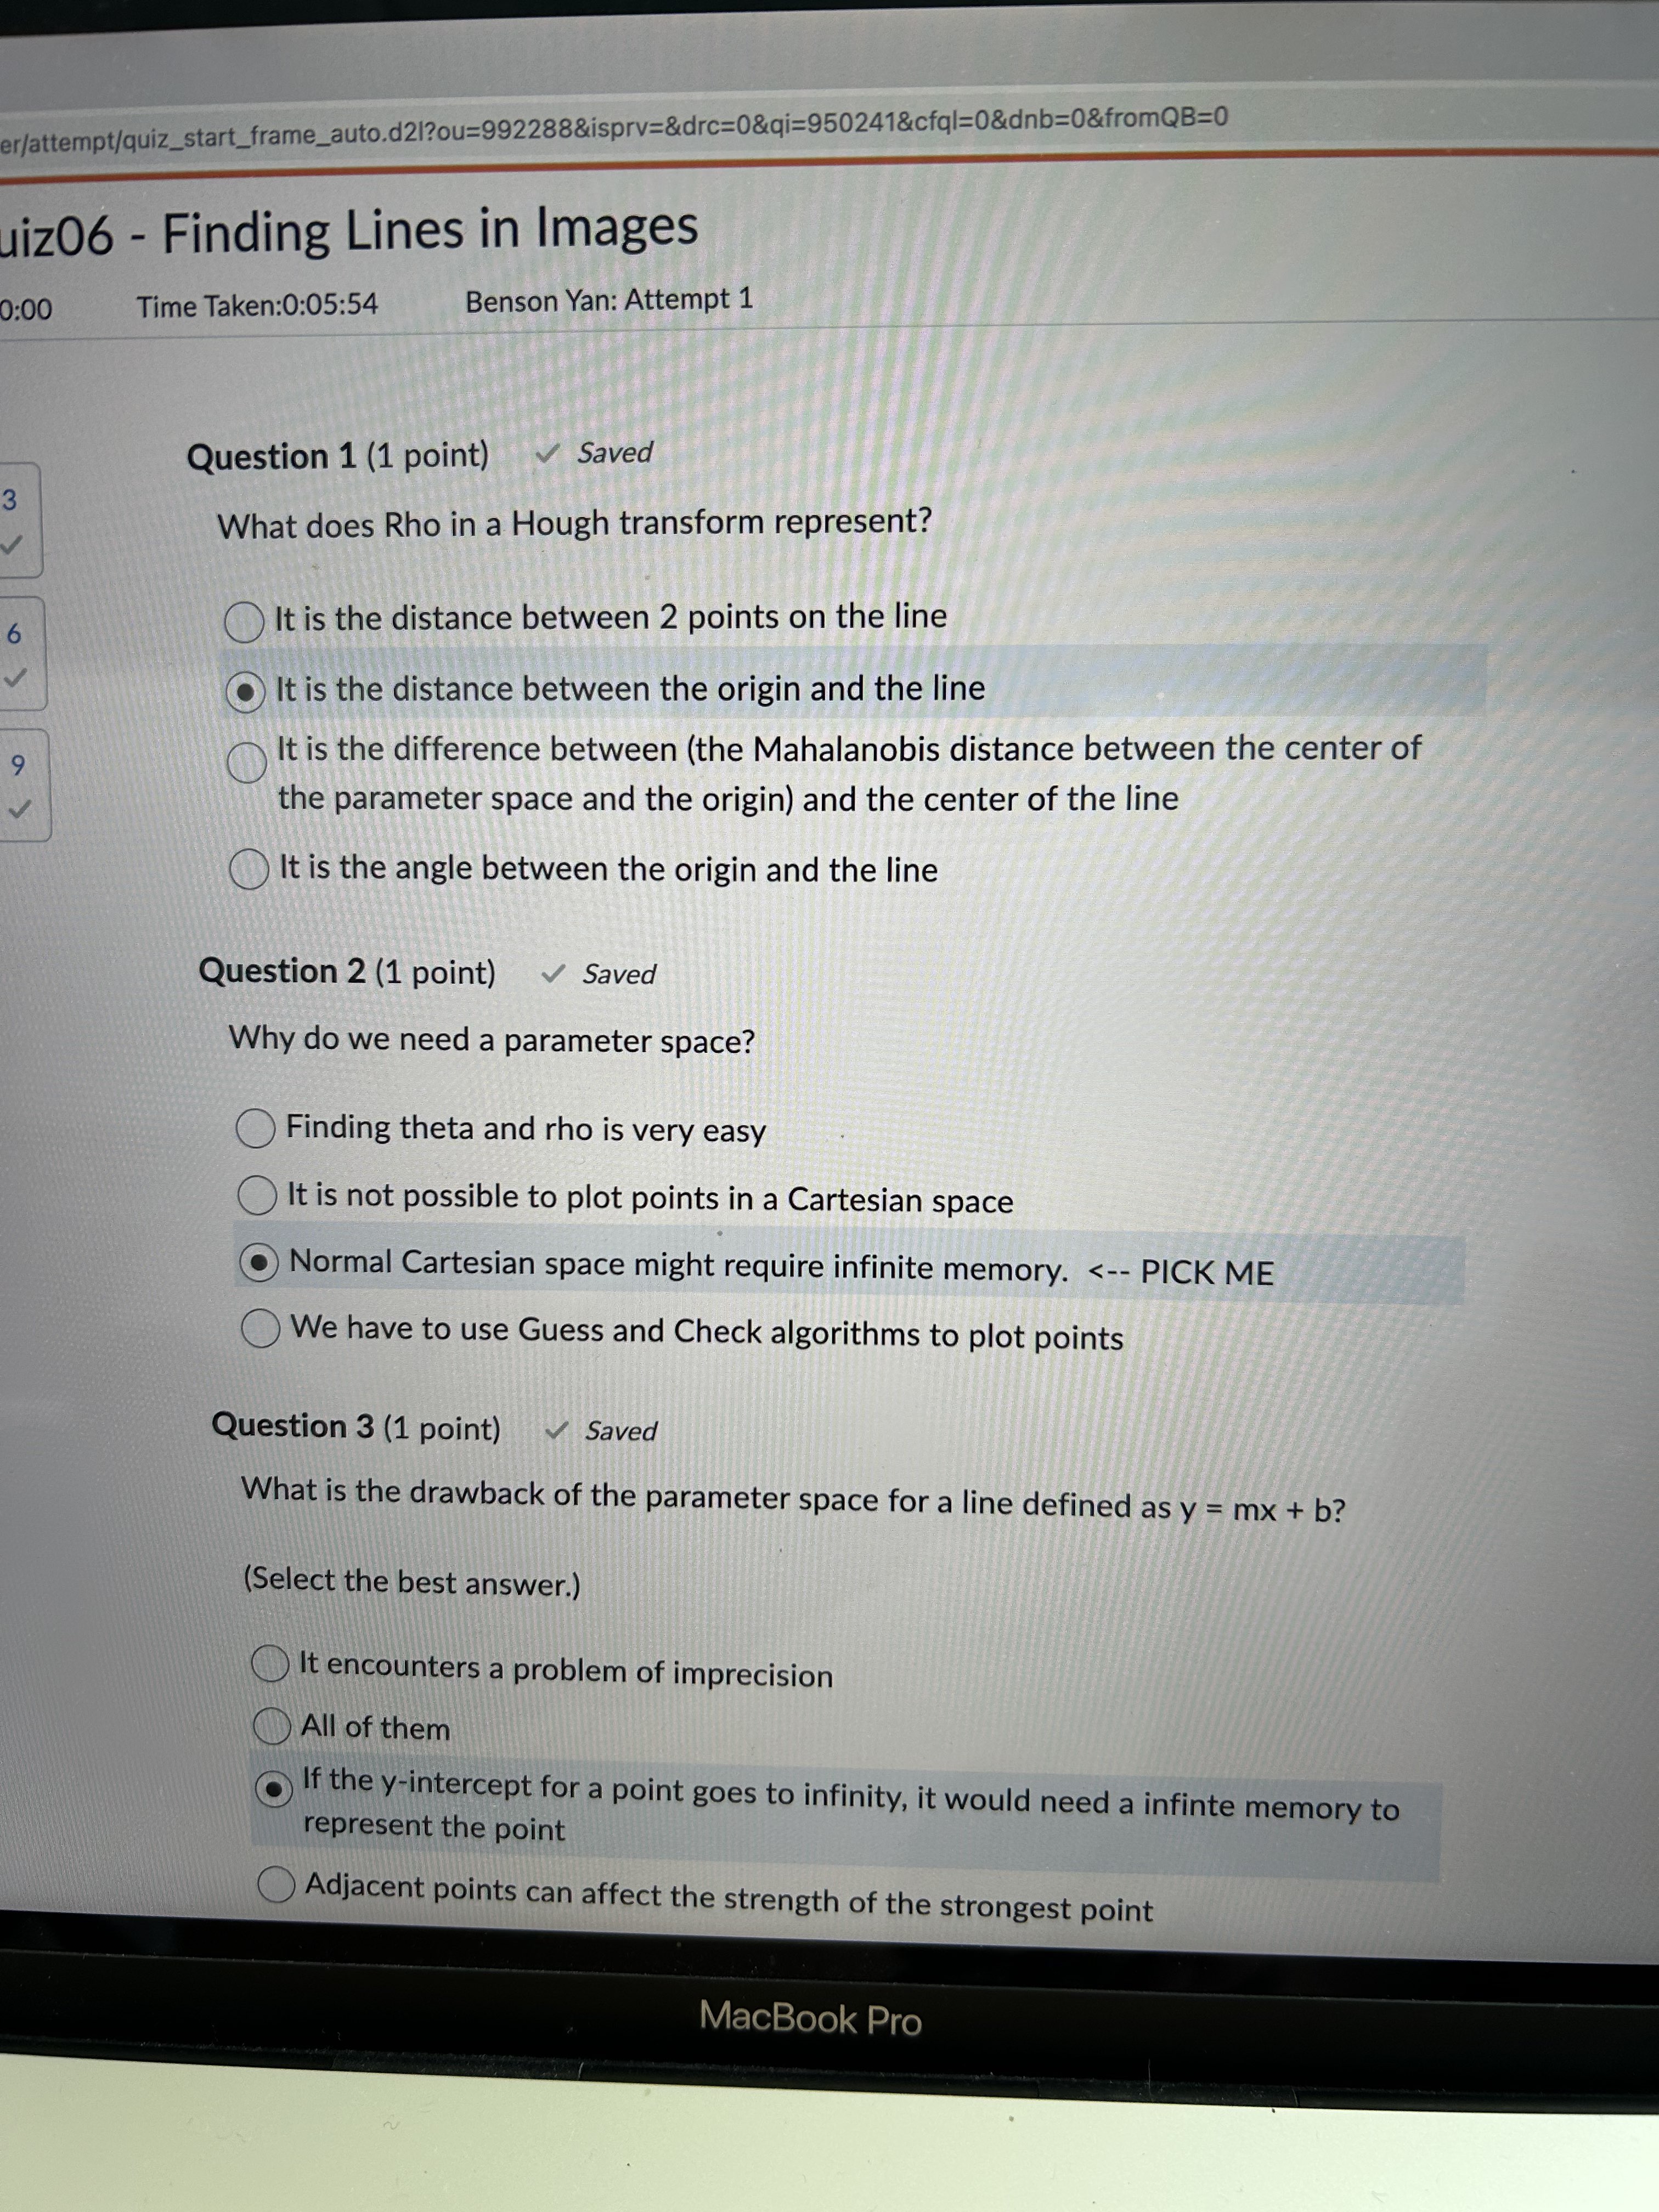 er/attempt/quiz_start_frame_auto.d2l?ou=992288&isprv=&drc=0&qi=950241&cfql=0&dnb=0&fromQB=0
uiz06 - Finding Lines in Images
0:00 Time Taken:0:05:54 Benson Yan: Attempt 1
3
6
9
Question 1 (1 point) Saved
What does Rho in a Hough transform represent?
It is the distance between 2 points on the line
It is the distance between the origin and the line
It is the difference between (the Mahalanobis distance between the center of
the parameter space and the origin) and the center of the line
It is the angle between the origin and the line
Question 2 (1 point) Saved
Why do we need a parameter space?
Finding theta and rho is very easy
It is not possible to plot points in a Cartesian space
Normal Cartesian space might require infinite memory. <-- PICK ME
We have to use Guess and Check algorithms to plot points
Question 3 (1 point) Saved
What is the drawback of the parameter space for a line defined as y = mx + b?
(Select the best answer.)
It encounters a problem of imprecision
All of them
If the y-intercept for a point goes to infinity, it would need a infinte memory to
represent the point
Adjacent points can affect the strength of the strongest point
MacBook Pro